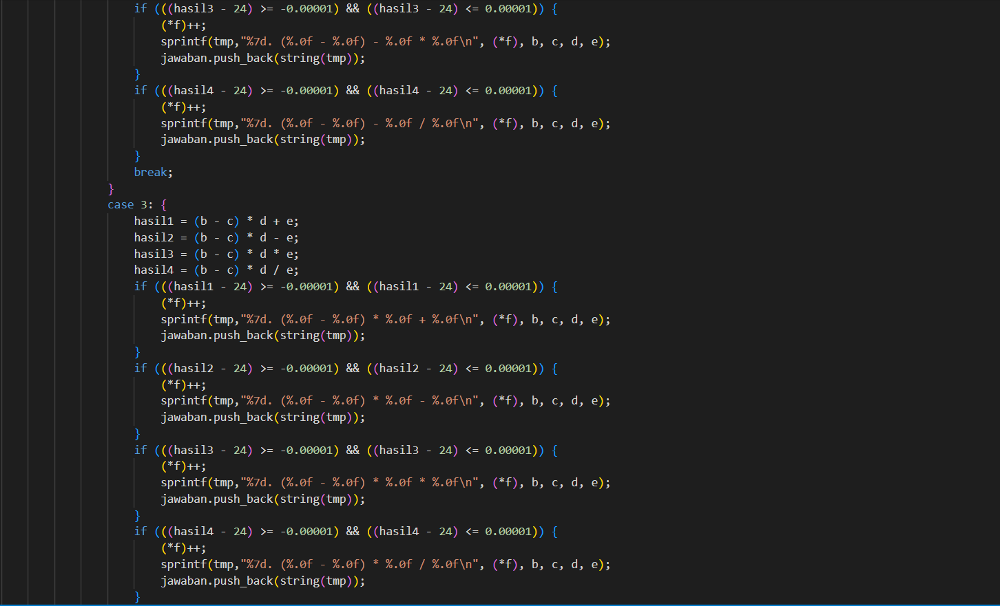 if (((hasil3 - 24) >= -0.00001) && ((hasil3 - 24) <= 0.00001)) {
(*f)++;
sprintf(tmp,"%7d. (%.0f - %.0f) - %.0f * %.0f\n", (*f), b, c, d, e);
jawaban.push_back(string(tmp));
}
if (((hasil4 - 24) >= -0.00001) && ((hasil4 - 24) <= 0.00001)) {
(*f)++;
sprintf(tmp,"%7d. (%.0f - %.0f) - %.0f / %.0f\n", (*f), b, c, d, e);
jawaban.push_back(string(tmp));
}
break;
}
case 3: {
hasil1 = (b - c) * d + e;
hasil2 = (b - c) * d - e;
hasil3 = (b - c) * d * e;
hasil4 = (b - c) * d / e;
if (((hasil1 - 24) >= -0.00001) && ((hasil1 - 24) <= 0.00001)) {
(*f)++;
sprintf(tmp,"%7d. (%.0f - %.0f) * %.0f + %.0f\n", (*f), b, c, d, e);
jawaban.push_back(string(tmp));
}
if (((hasil2 - 24) >= -0.00001) && ((hasil2 - 24) <= 0.00001)) {
(*f)++;
sprintf(tmp,"%7d. (%.0f - %.0f) * %.0f - %.0f\n", (*f), b, c, d, e);
jawaban.push_back(string(tmp));
}
if (((hasil3 - 24) >= -0.00001) && ((hasil3 - 24) <= 0.00001)) {
(*f)++;
sprintf(tmp,"%7d. (%.0f - %.0f) * %.0f * %.0f\n", (*f), b, c, d, e);
jawaban.push_back(string(tmp));
}
if (((hasil4 - 24) >= -0.00001) && ((hasil4 - 24) <= 0.00001)) {
(*f)++;
sprintf(tmp,"%7d. (%.0f - %.0f) * %.0f / %.0f\n", (*f), b, c, d, e);
jawaban.push_back(string(tmp));
}